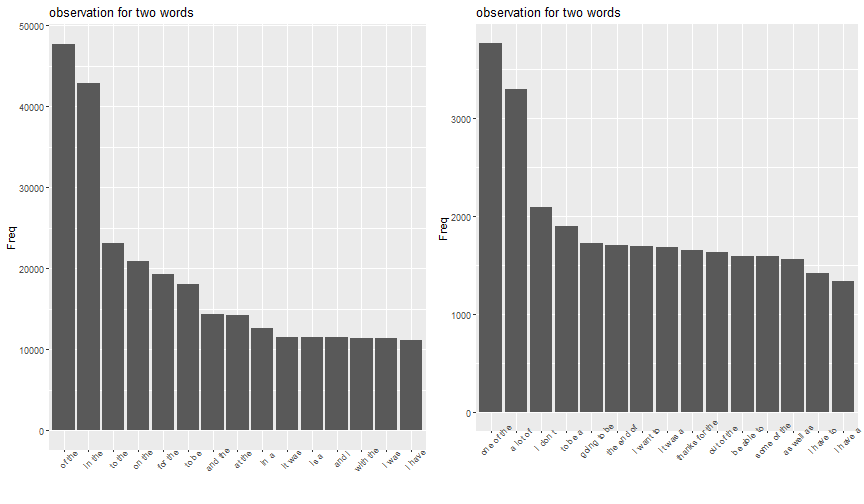 observation for two words
50000
40000
30000
20000
10000
0
Freq
of the
in the
to the
on the
for the
to be
and the
at the
in a
it was
is a
and i
with the
i was
i have
observation for two words
3000
2000
1000
0
Freq
one of the
a lot of
i don t
to be a
going to be
the end of
i want to
it was a
thanks for the
out of the
be able to
some of the
as well as
i have to
i have a